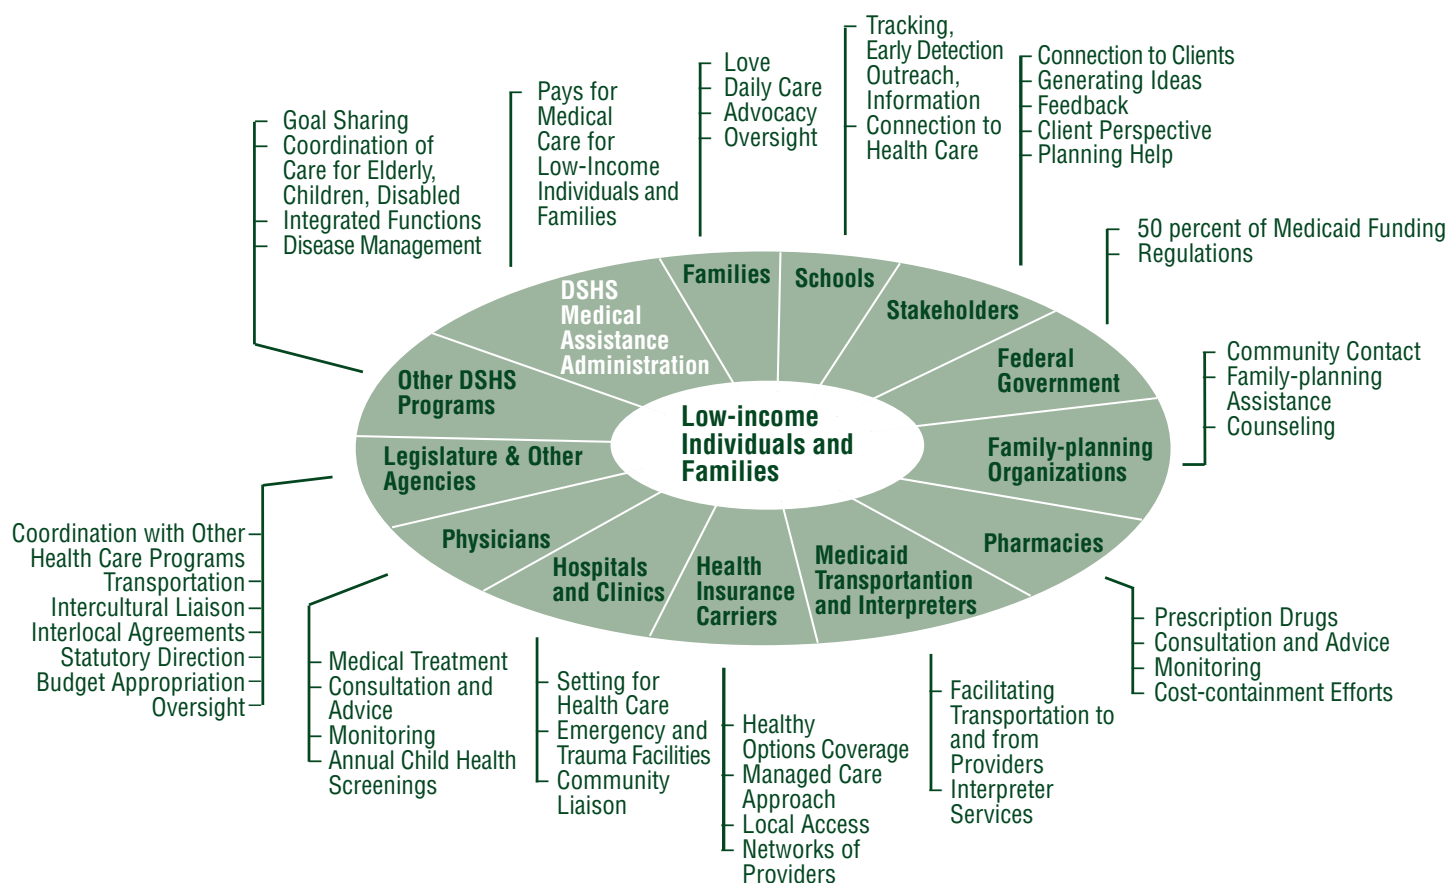 Tracking,
Early Detection
Outreach,
Information
Connection to
Health Care
Love
Daily Care
Advocacy
Oversight
Connection to Clients
Generating Ideas
Feedback
Client Perspective
Planning Help
Pays for
Medical
Care for
Low-Income
Individuals and
Families
Goal Sharing
Coordination of
Care for Elderly,
Children, Disabled
Integrated Functions
Disease Management
50 percent of Medicaid Funding
Regulations
Community Contact
Family-planning
Assistance
Counseling
DSHS
Medical
Assistance
Administration
Families
Schools
Stakeholders
Federal
Government
Other DSHS
Programs
Low-income
Individuals and
Families
Family-planning
Organizations
Legislature & Other
Agencies
Physicians
Hospitals
and Clinics
Health
Insurance
Carriers
Medicaid
Transportantion
and Interpreters
Pharmacies
Coordination with Other
Health Care Programs
Transportation
Intercultural Liaison
Interlocal Agreements
Statutory Direction
Budget Appropriation
Oversight
Medical Treatment
Consultation and
Advice
Monitoring
Annual Child Health
Screenings
Setting for
Health Care
Emergency and
Trauma Facilities
Community
Liaison
Healthy
Options Coverage
Managed Care
Approach
Local Access
Networks of
Providers
Facilitating
Transportation to
and from
Providers
Interpreter
Services
Prescription Drugs
Consultation and Advice
Monitoring
Cost-containment Efforts